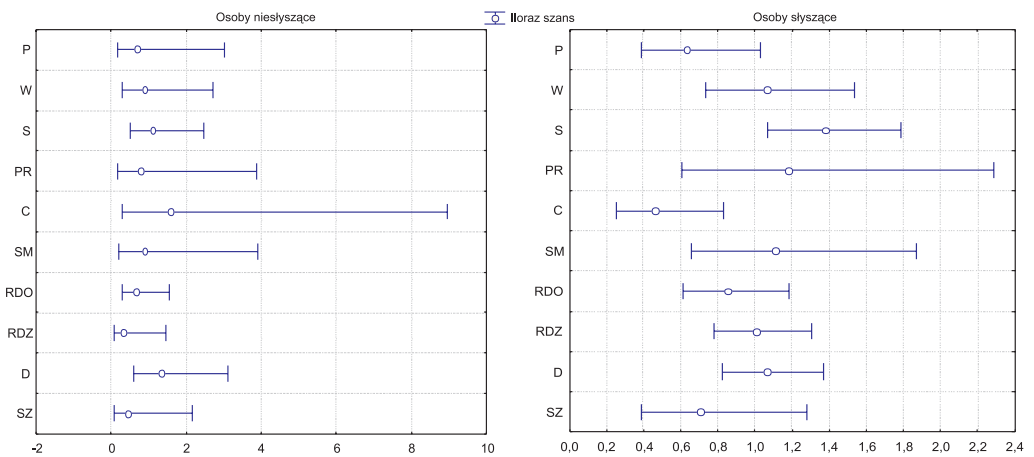 Osoby niesłyszące
Iloraz szans
Osoby słyszące
P
W
S
PR
C
SM
RDO
RDZ
D
SZ
-2 0 2 4 6 8 10
P
W
S
PR
C
SM
RDO
RDZ
D
SZ
0,0 0,2 0,4 0,6 0,8 1,0 1,2 1,4 1,6 1,8 2,0 2,2 2,4